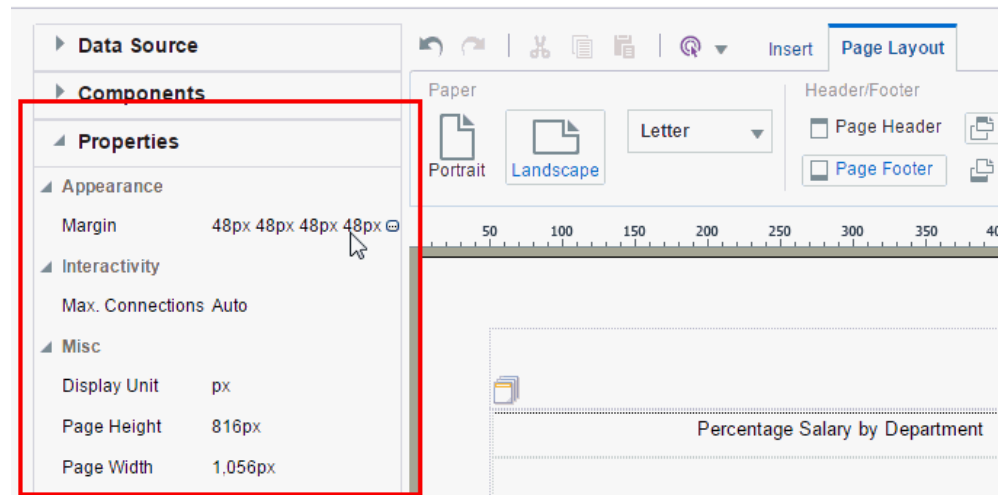 Data Source
Components
Properties
Appearance
Margin 48px 48px 48px 48px
Interactivity
Max. Connections Auto
Misc
Display Unit px
Page Height 816px
Page Width 1,056px
Insert Page Layout
Paper
Portrait
Landscape
Letter
Header/Footer
Page Header
Page Footer
50 100 150 200 250 300 350 40
Percentage Salary by Department